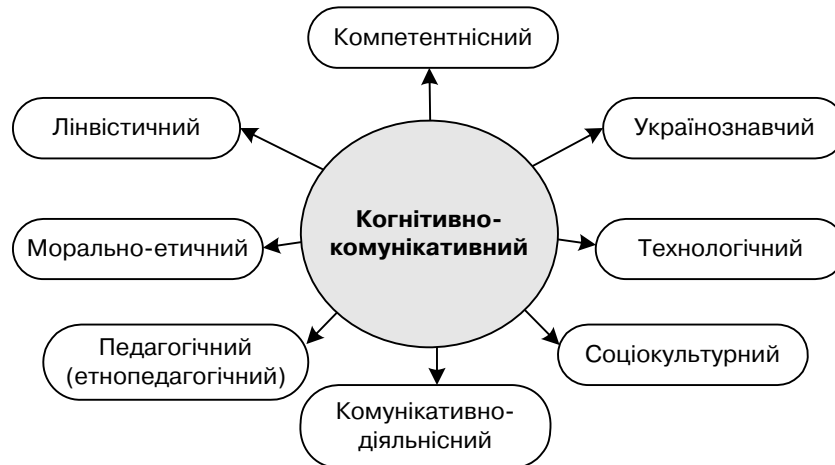 Компетентнісний
Лінвістичний
Українознавчий
Когнітивно-
комунікативний
Морально-етичний
Технологічний
Педагогічний
(етнопедагогічний)
Соціокультурний
Комунікативно-
діяльнісний